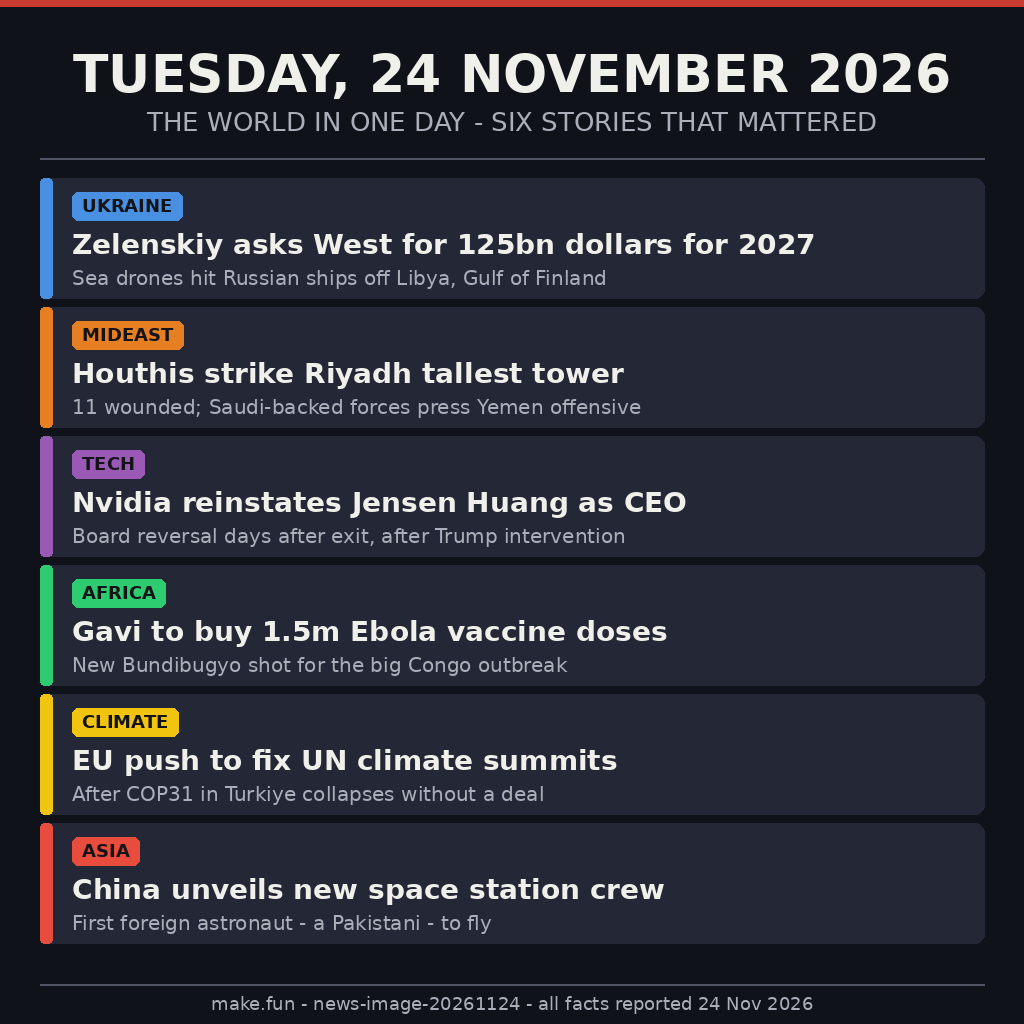 TUESDAY, 24 NOVEMBER 2026
THE WORLD IN ONE DAY - SIX STORIES THAT MATTERED
UKRAINE
Zelenskiy asks West for 125bn dollars for 2027
Sea drones hit Russian ships off Libya, Gulf of Finland
MIDEAST
Houthis strike Riyadh tallest tower
11 wounded; Saudi-backed forces press Yemen offensive
TECH
Nvidia reinstates Jensen Huang as CEO
Board reversal days after exit, after Trump intervention
AFRICA
Gavi to buy 1.5m Ebola vaccine doses
New Bundibugyo shot for the big Congo outbreak
CLIMATE
EU push to fix UN climate summits
After COP31 in Turkiye collapses without a deal
ASIA
China unveils new space station crew
First foreign astronaut - a Pakistani - to fly
make.fun - news-image-20261124 - all facts reported 24 Nov 2026